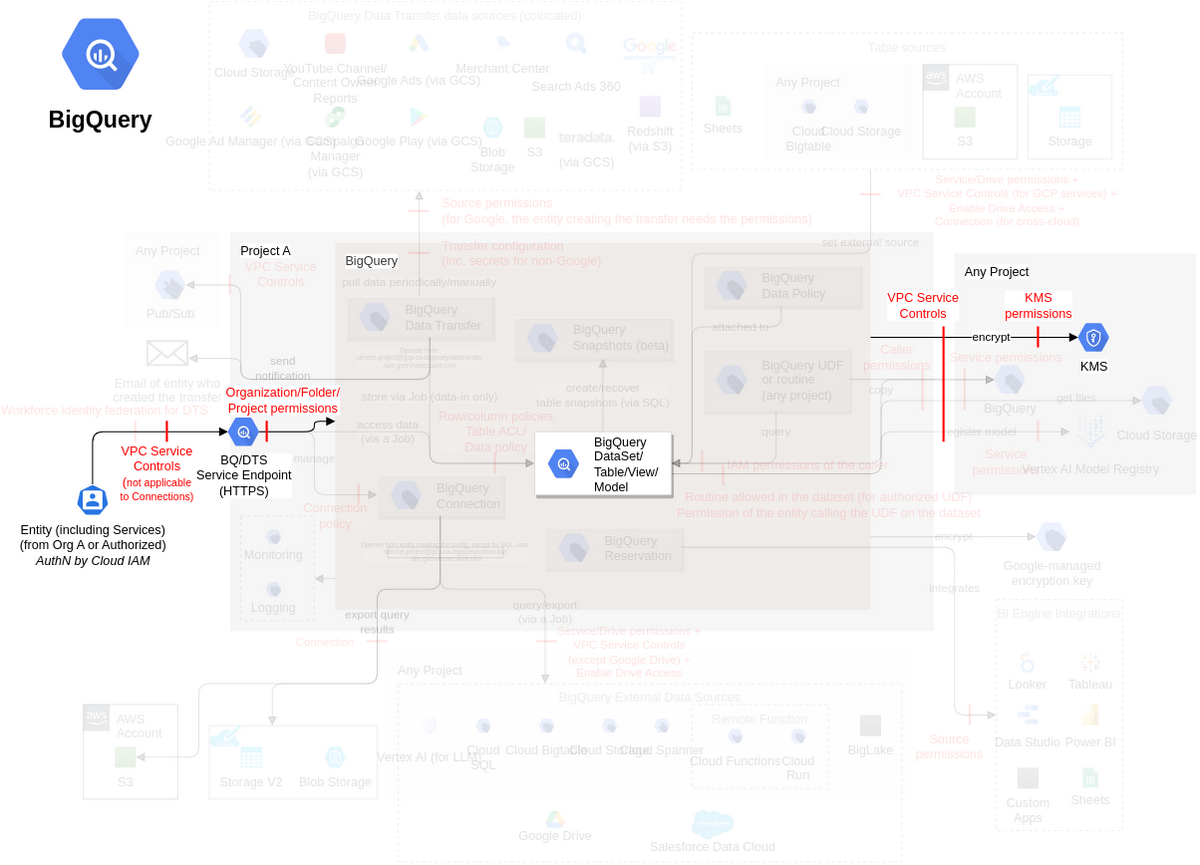 BigQuery Data Transfer data sources (colocated)
Cloud Storage
YouTube Channel/
Content Owner
Reports
Google Ads (via GCS)
Merchant Center
Search Ads 360
Google
Google Ad Manager (via GCS)
Campaign
Manager
(via GCS)
Google Play (via GCS)
Blob
Storage
S3
teradata.
(via GCS)
Redshift
(via S3)
Table sources
Sheets
Any Project
Cloud
Bigtable
Cloud Storage
aws
AWS
Account
S3
Storage
BigQuery
Source permissions
(for Google, the entity creating the transfer needs the permissions)
Transfer configuration
(inc. secrets for non-Google)
pull data periodically/manually
Service/Drive permissions +
VPC Service Controls (for GCP services) +
Enable Drive Access +
Connection (for cross-cloud)
set external source
Any Project
Pub/Sub
Project A
VPC Service
Controls
BigQuery
BigQuery
Data Transfer
BigQuery
Snapshots (beta)
BigQuery
Data Policy
attached to
BigQuery UDF
or routine
(any project)
create/recover
table snapshots (via SQL)
send
notification
Email of entity who
created the transfer
store via Job (data-in only)
Workforce identity federation for DTS
Organization/Folder/
Project permissions
access data
(via a Job)
Row/column policies
Table ACL/
Data policy
query
Any Project
VPC Service
Controls
KMS
permissions
encrypt
KMS
Caller
permissions
Service permissions
copy
BigQuery
get files
Cloud Storage
register model
Service
permissions
Vertex AI Model Registry
VPC Service
Controls
(not applicable
to Connections)
BQ/DTS
Service Endpoint
(HTTPS)
manage
BigQuery
DataSet/
Table/View/
Model
IAM permissions of the caller
Routine allowed in the dataset (for authorized UDF)
Permission of the entity calling the UDF on the dataset
Entity (including Services)
(from Org A or Authorized)
AuthN by Cloud IAM
Connection
policy
BigQuery
Connection
Monitoring
Logging
BigQuery
Reservation
encrypt
Google-managed
encryption key
integrates
export query
results
query/export
(via a Job)
Connection
Service/Drive permissions +
VPC Service Controls
(except Google Drive) +
Enable Drive Access
BI Engine Integrations
Looker
Tableau
Data Studio
Power BI
Custom
Apps
Sheets
Source
permissions
aws
AWS
Account
S3
Storage V2
Blob Storage
Any Project
BigQuery External Data Sources
Vertex AI (for LLM)
Cloud
SQL
Cloud Bigtable
Cloud Storage
Cloud Spanner
Remote Function
Cloud Functions
Cloud
Run
BigLake
Google Drive
Salesforce Data Cloud